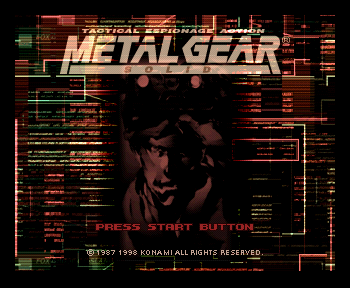 TACTICAL ESPIONAGE ACTION
METAL GEAR®
SOLID
PRESS START BUTTON
© 1987 1998 KONAMI ALL RIGHTS RESERVED.